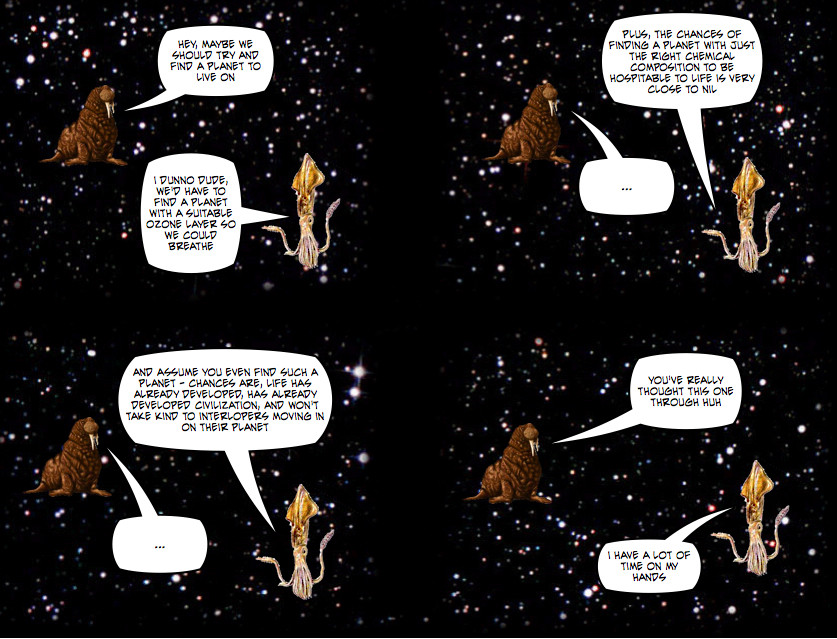 HEY, MAYBE WE
SHOULD TRY AND
FIND A PLANET TO
LIVE ON
I DUNNO DUDE,
WE'D HAVE TO
FIND A PLANET
WITH A SUITABLE
OZONE LAYER SO
WE COULD
BREATHE
PLUS, THE CHANCES OF
FINDING A PLANET WITH JUST
THE RIGHT CHEMICAL
COMPOSITION TO BE
HOSPITABLE TO LIFE IS VERY
CLOSE TO NIL
...
AND ASSUME YOU EVEN FIND SUCH A
PLANET - CHANCES ARE, LIFE HAS
ALREADY DEVELOPED, HAS ALREADY
DEVELOPED CIVILIZATION, AND WON'T
TAKE KIND TO INTERLOPERS MOVING IN
ON THEIR PLANET
...
YOU'VE REALLY
THOUGHT THIS ONE
THROUGH HUH
I HAVE A LOT OF
TIME ON MY
HANDS